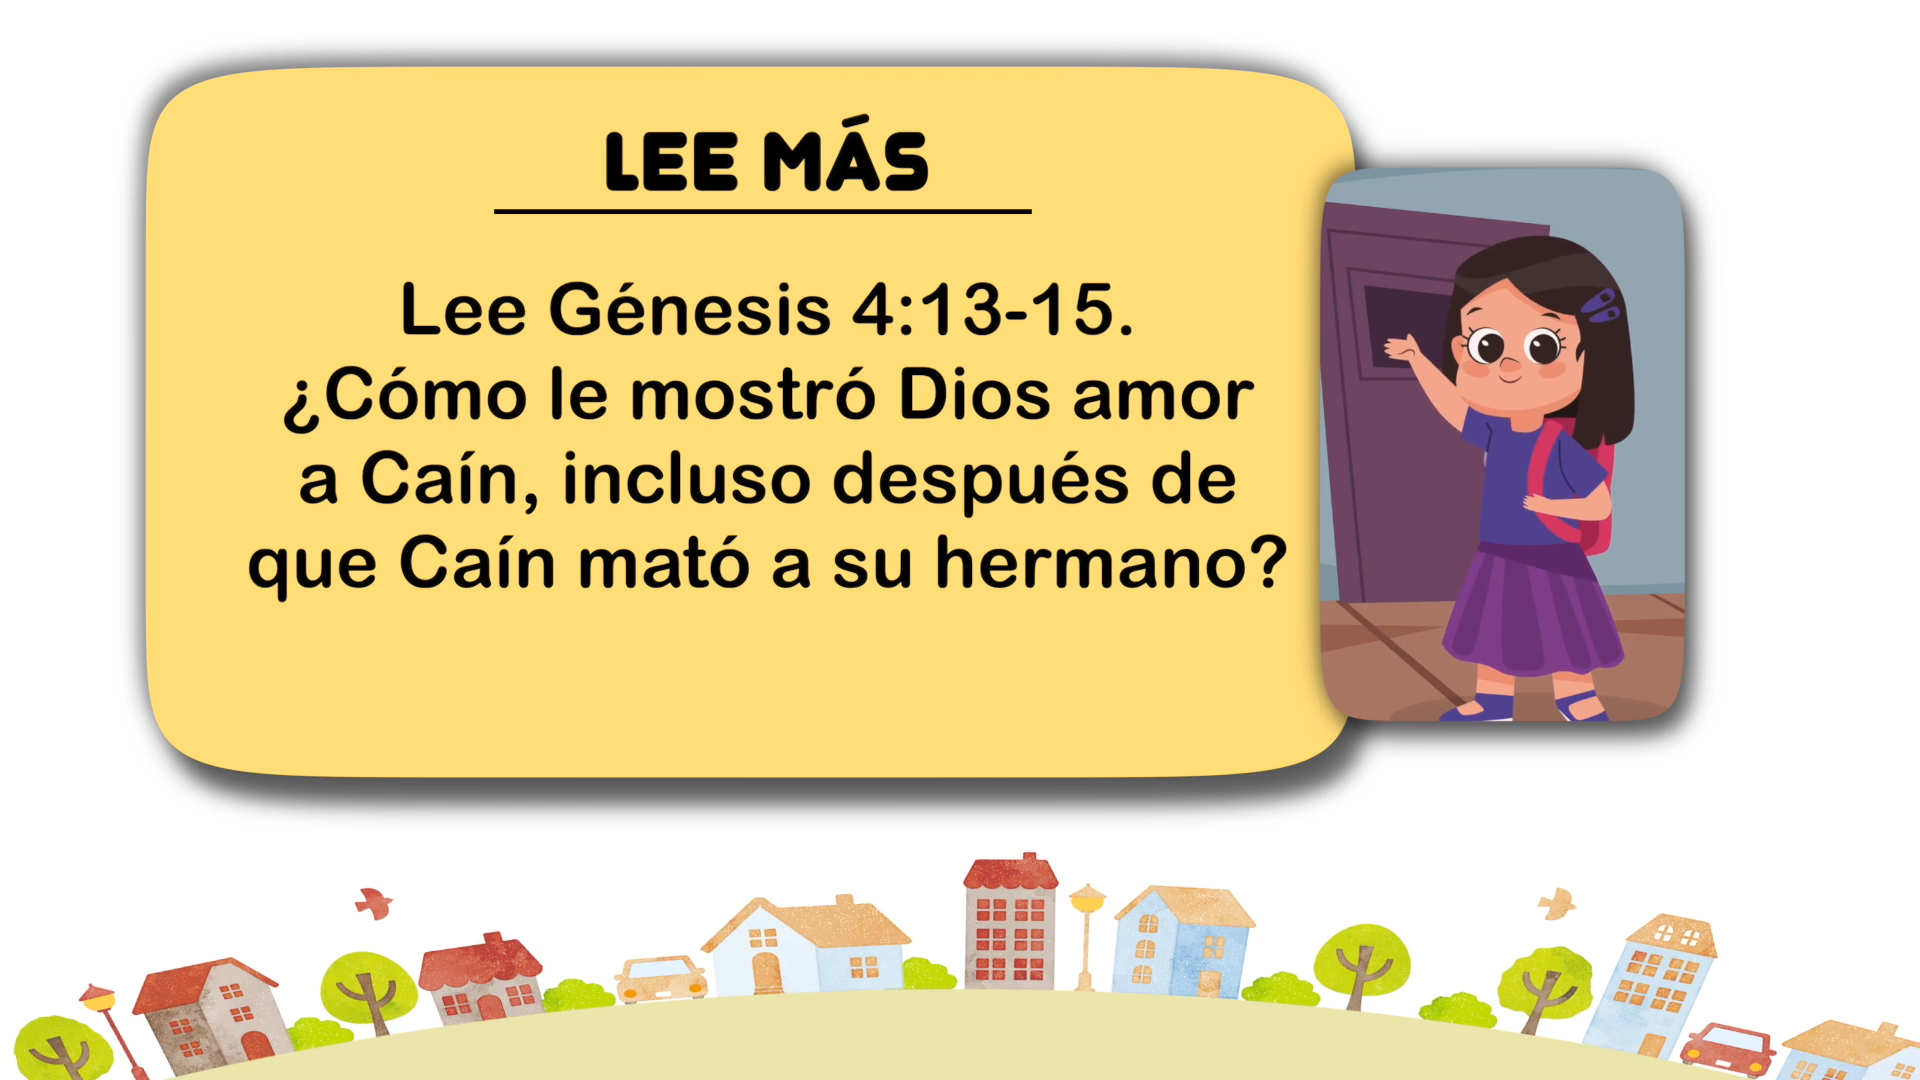 LEE MÁS
Lee Génesis 4:13-15.
¿Cómo le mostró Dios amor
a Caín, incluso después de
que Caín mató a su hermano?